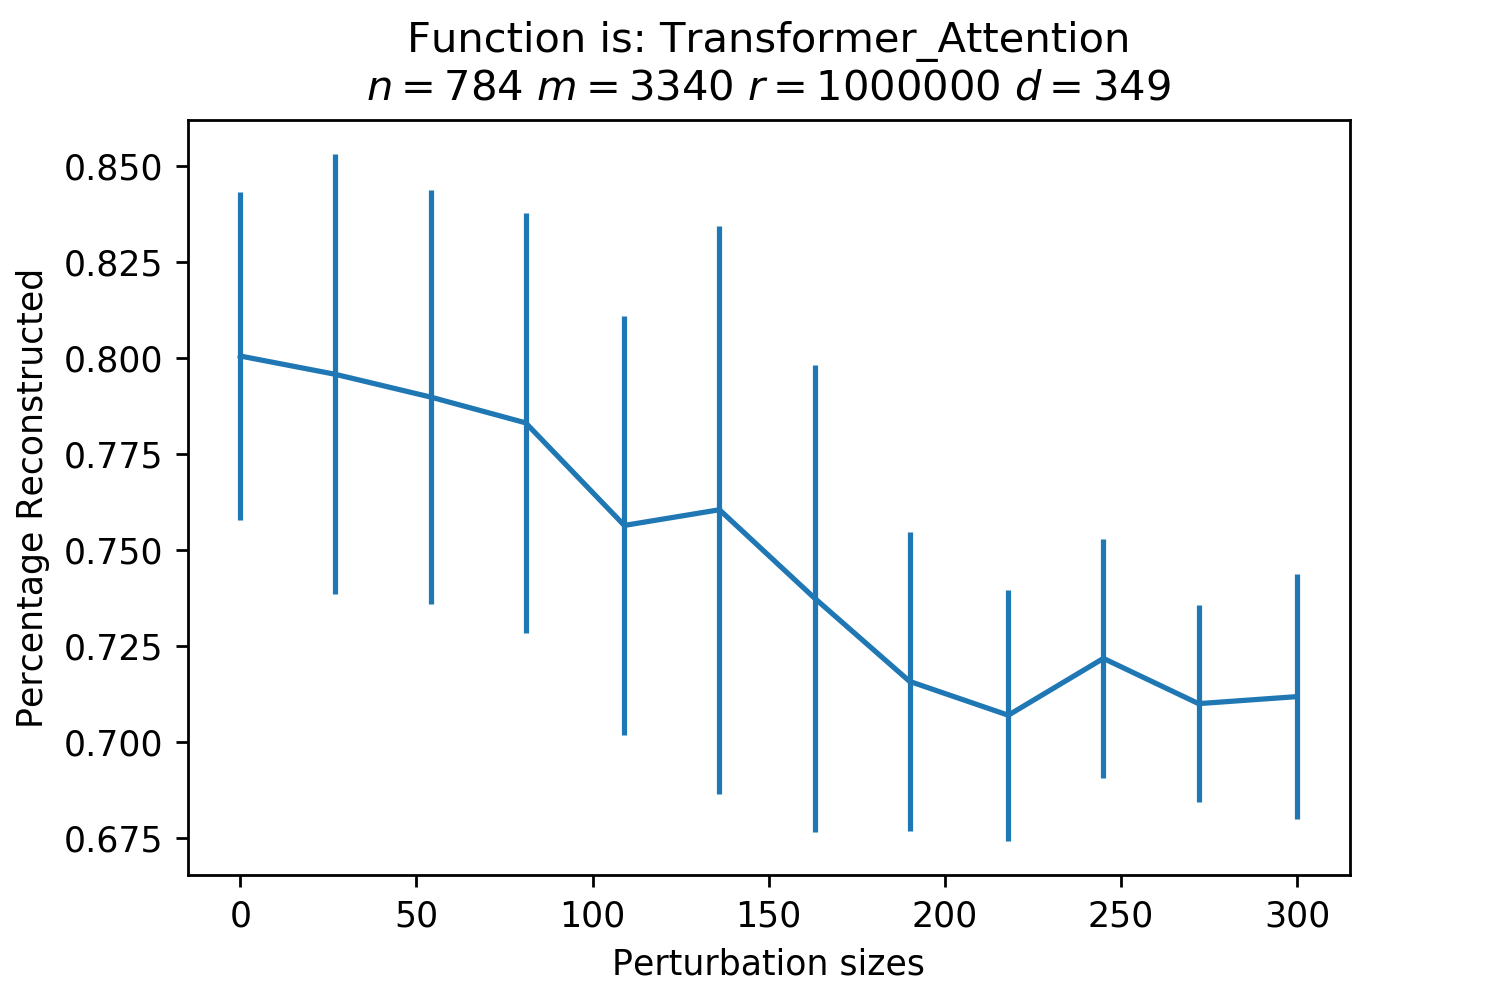 Function is: Transformer_Attention
n = 784 m = 3340 r = 1000000 d = 349
0.850
0.825
0.800
0.775
0.750
0.725
0.700
0.675
Percentage Reconstructed
0 50 100 150 200 250 300
Perturbation sizes